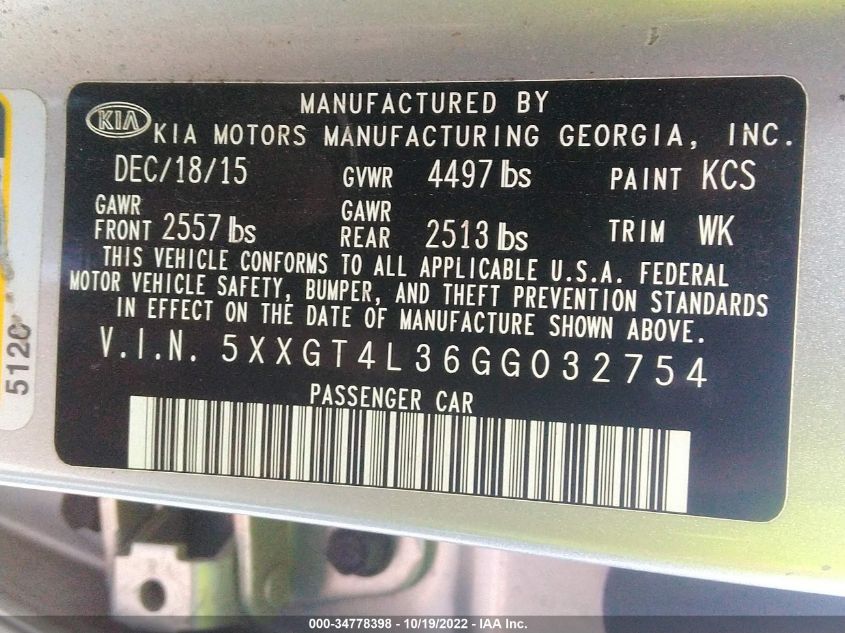 MANUFACTURED BY
KIA KIA MOTORS MANUFACTURING GEORGIA, INC.
DEC/18/15 GVWR 4497 lbs PAINT KCS
GAWR FRONT 2557 lbs GAWR REAR 2513 lbs TRIM WK
THIS VEHICLE CONFORMS TO ALL APPLICABLE U.S.A. FEDERAL
MOTOR VEHICLE SAFETY, BUMPER, AND THEFT PREVENTION STANDARDS
IN EFFECT ON THE DATE OF MANUFACTURE SHOWN ABOVE.
V.I.N. 5XXGT4L36GG032754
PASSENGER CAR
000-34778398 - 10/19/2022 - IAA Inc.